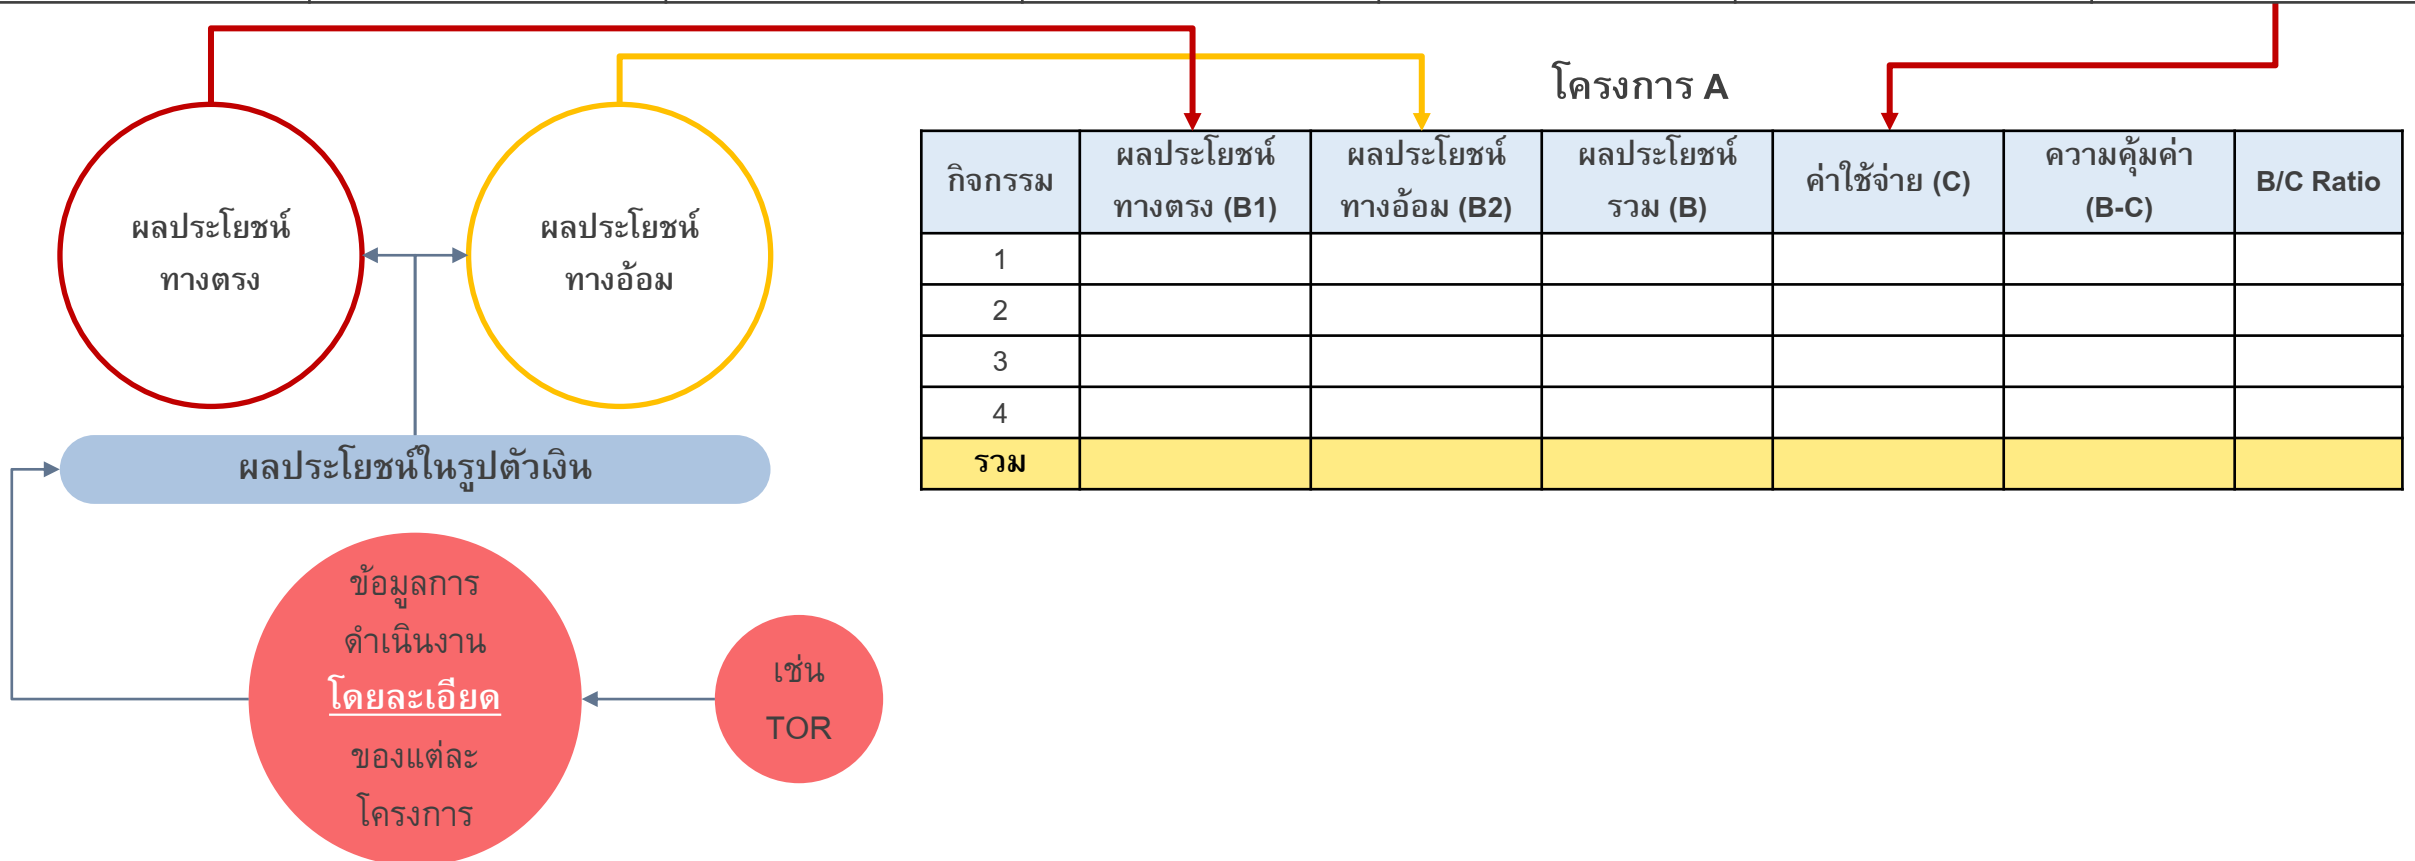 โครงการ A
ผลประโยชน์
ทางตรง
ผลประโยชน์
ทางอ้อม
กิจกรรม
ผลประโยชน์
ทางตรง (B1)
ผลประโยชน์
ทางอ้อม (B2)
ผลประโยชน์
รวม (B)
ค่าใช้จ่าย (C)
ความคุ้มค่า
(B-C)
B/C Ratio
1
2
3
4
รวม
ผลประโยชน์ในรูปตัวเงิน
ข้อมูลการ
ดำเนินงาน
โดยละเอียด
ของแต่ละ
โครงการ
เช่น
TOR